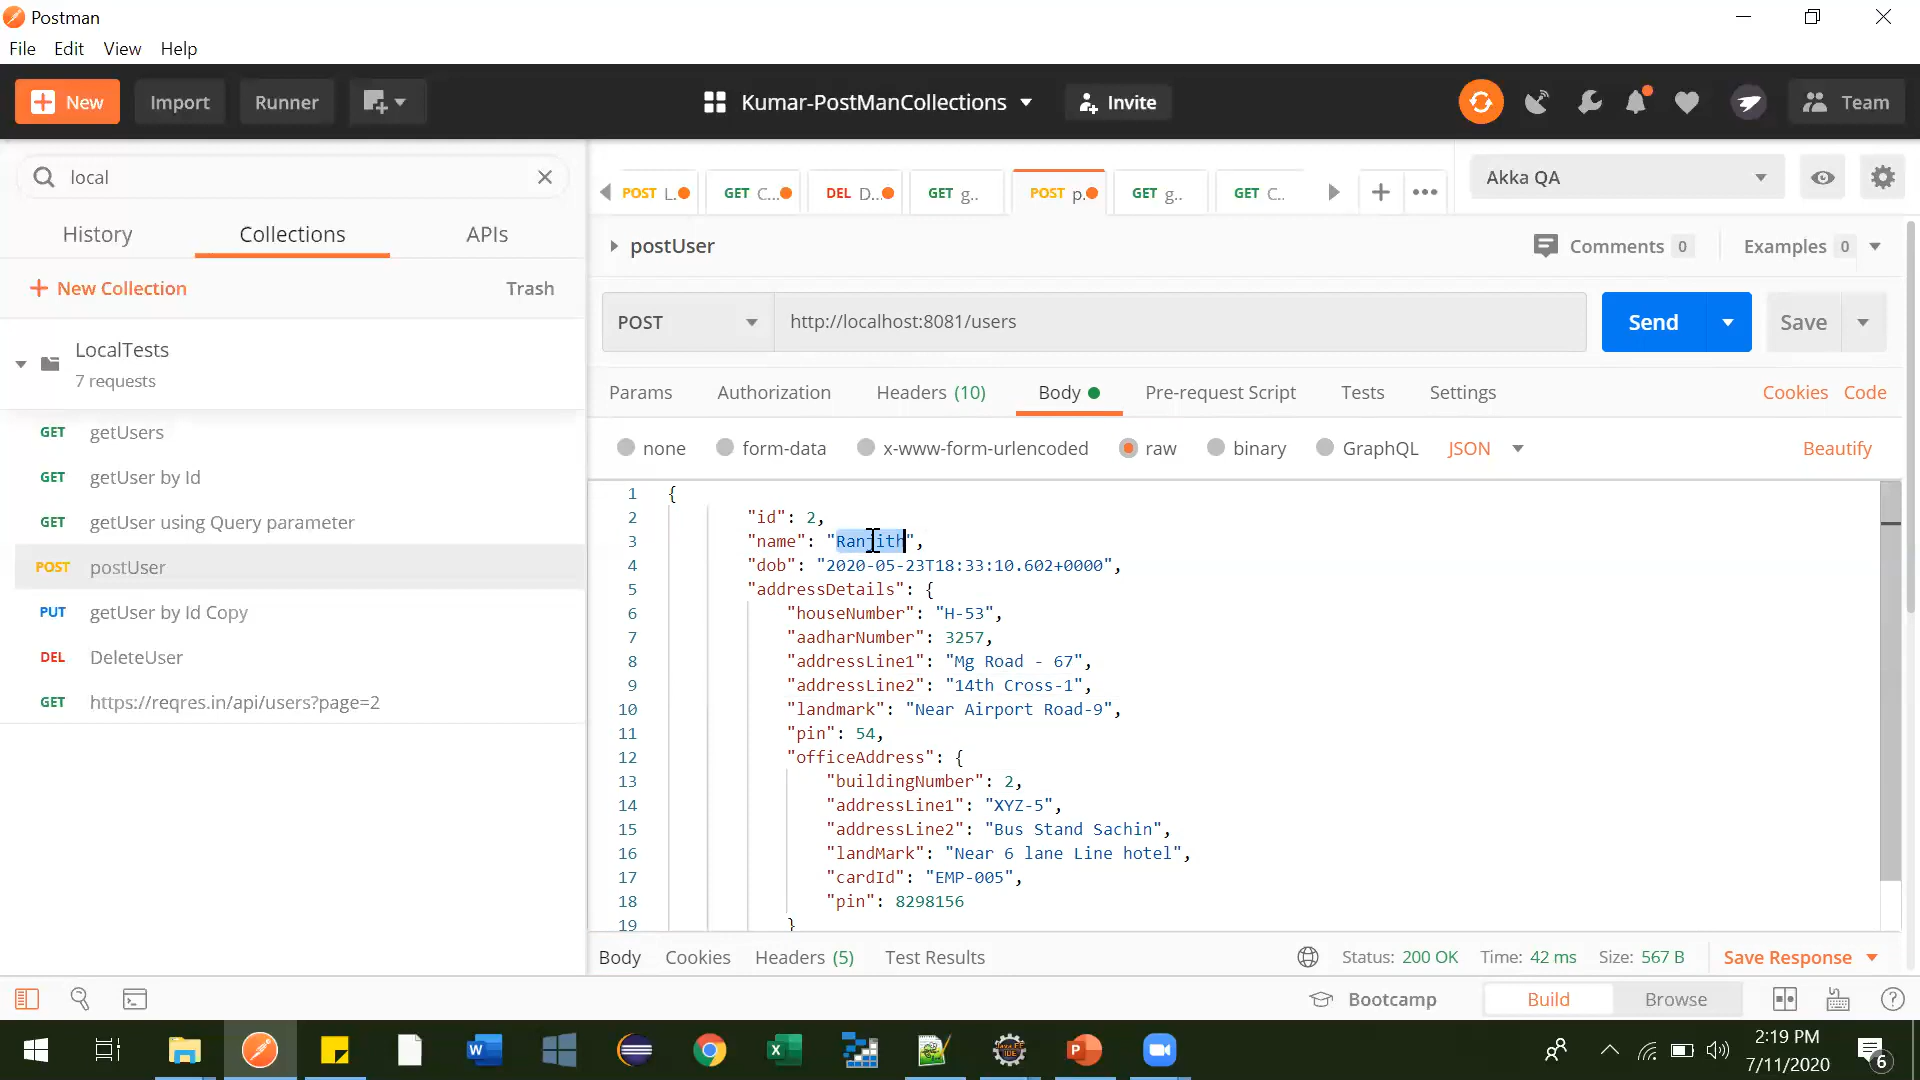 Postman
File Edit View Help
New Import Runner Kumar-PostManCollections Invite Team
local
History Collections APIs
New Collection Trash
LocalTests
7 requests
GET getUsers
GET getUser by Id
GET getUser using Query parameter
POST postUser
PUT getUser by Id Copy
DEL DeleteUser
GET https://reqres.in/api/users?page=2
POST L. GET C... DEL D... GET g.. POST p. GET g.. GET C..
Akka QA
postUser
Comments 0 Examples 0
POST http://localhost:8081/users Send Save
Params Authorization Headers (10) Body Pre-request Script Tests Settings Cookies Code
none form-data x-www-form-urlencoded raw binary GraphQL JSON Beautify
1 {
2 "id": 2,
3 "name": "Ranjith",
4 "dob": "2020-05-23T18:33:10.602+0000",
5 "addressDetails": {
6 "houseNumber": "H-53",
7 "aadharNumber": 3257,
8 "addressLine1": "Mg Road - 67",
9 "addressLine2": "14th Cross-1",
10 "landmark": "Near Airport Road-9",
11 "pin": 54,
12 "officeAddress": {
13 "buildingNumber": 2,
14 "addressLine1": "XYZ-5",
15 "addressLine2": "Bus Stand Sachin",
16 "landMark": "Near 6 lane Line hotel",
17 "cardId": "EMP-005",
18 "pin": 8298156
19 }
Body Cookies Headers (5) Test Results Status: 200 OK Time: 42 ms Size: 567 B Save Response
Bootcamp Build Browse
2:19 PM
7/11/2020
6